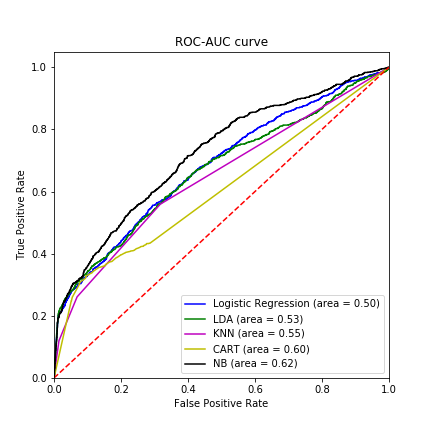 ROC-AUC curve
1.0
0.8
0.6
0.4
0.2
0.0
True Positive Rate
Logistic Regression (area = 0.50)
LDA (area = 0.53)
KNN (area = 0.55)
CART (area = 0.60)
NB (area = 0.62)
0.0 0.2 0.4 0.6 0.8 1.0
False Positive Rate